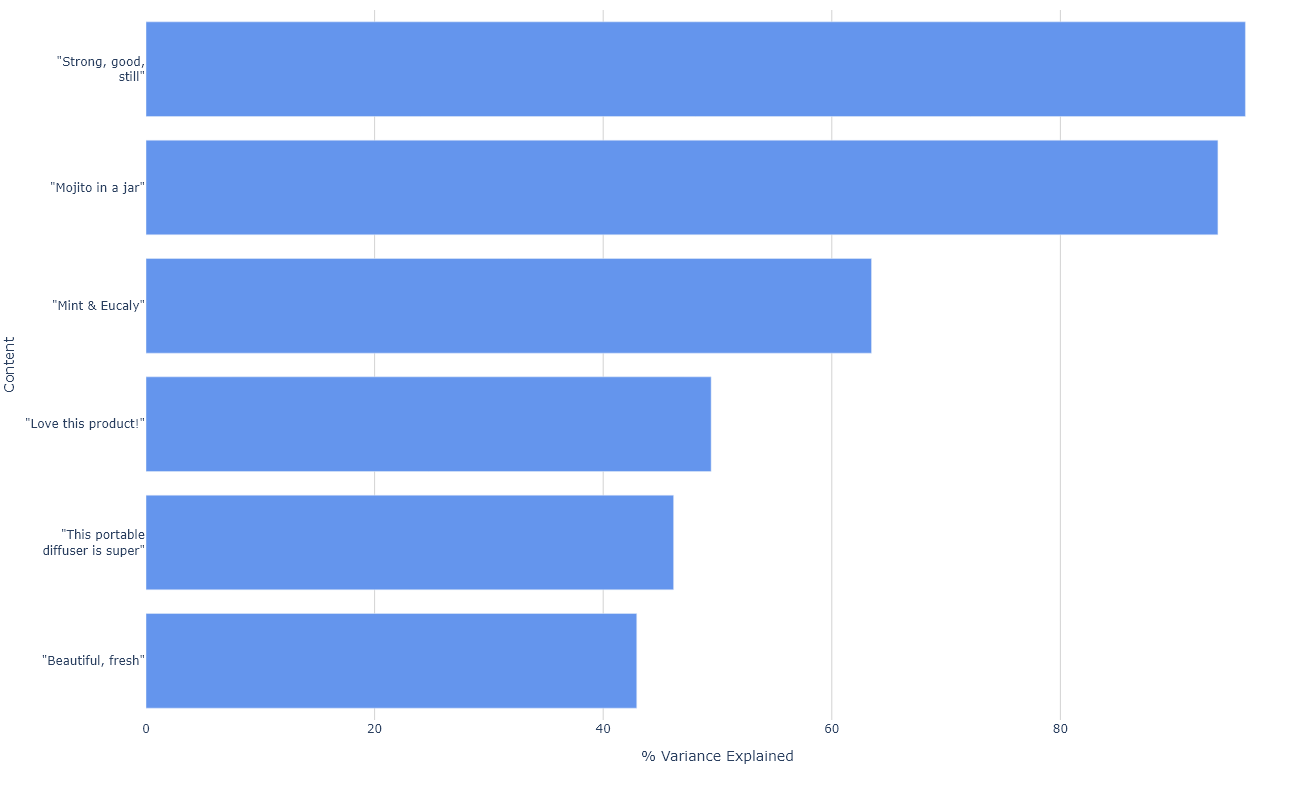 "Strong, good,
still"
"Mojito in a jar"
"Mint & Eucaly"
"Love this product!"
"This portable
diffuser is super"
"Beautiful, fresh"
Content
0 20 40 60 80
% Variance Explained